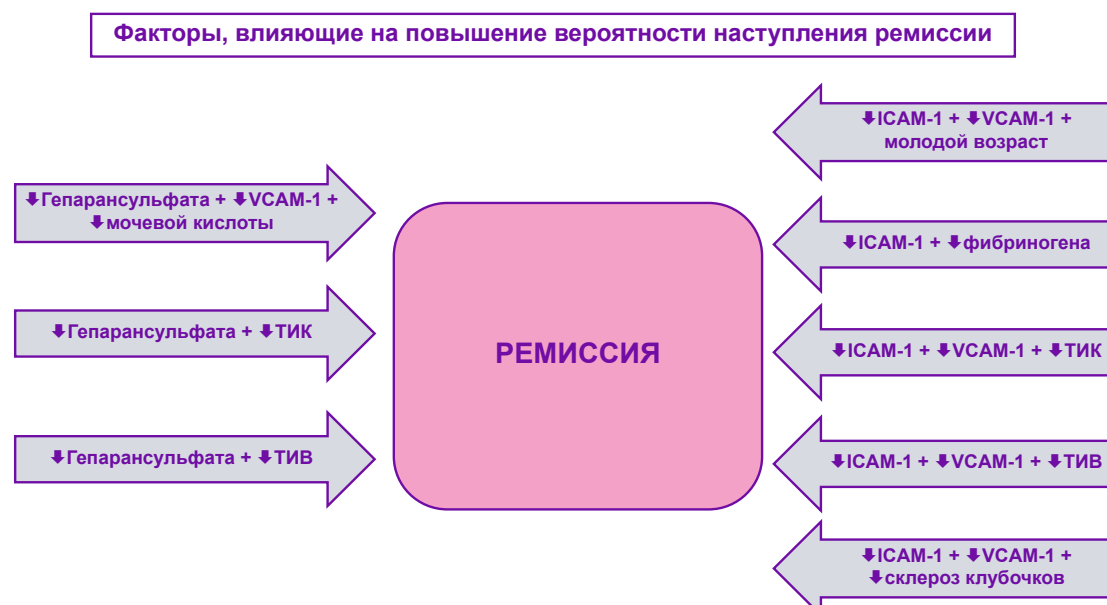 Факторы, влияющие на повышение вероятности наступления ремиссии
🡇Гепарансульфата + 🡇VCAM-1 +
🡇мочевой кислоты
🡇Гепарансульфата + 🡇ТИК
🡇Гепарансульфата + 🡇ТИВ
РЕМИССИЯ
🡇ICAM-1 + 🡇VCAM-1 +
молодой возраст
🡇ICAM-1 + 🡇фибриногена
🡇ICAM-1 + 🡇VCAM-1 + 🡇ТИК
🡇ICAM-1 + 🡇VCAM-1 + 🡇ТИВ
🡇ICAM-1 + 🡇VCAM-1 +
🡇склероз клубочков